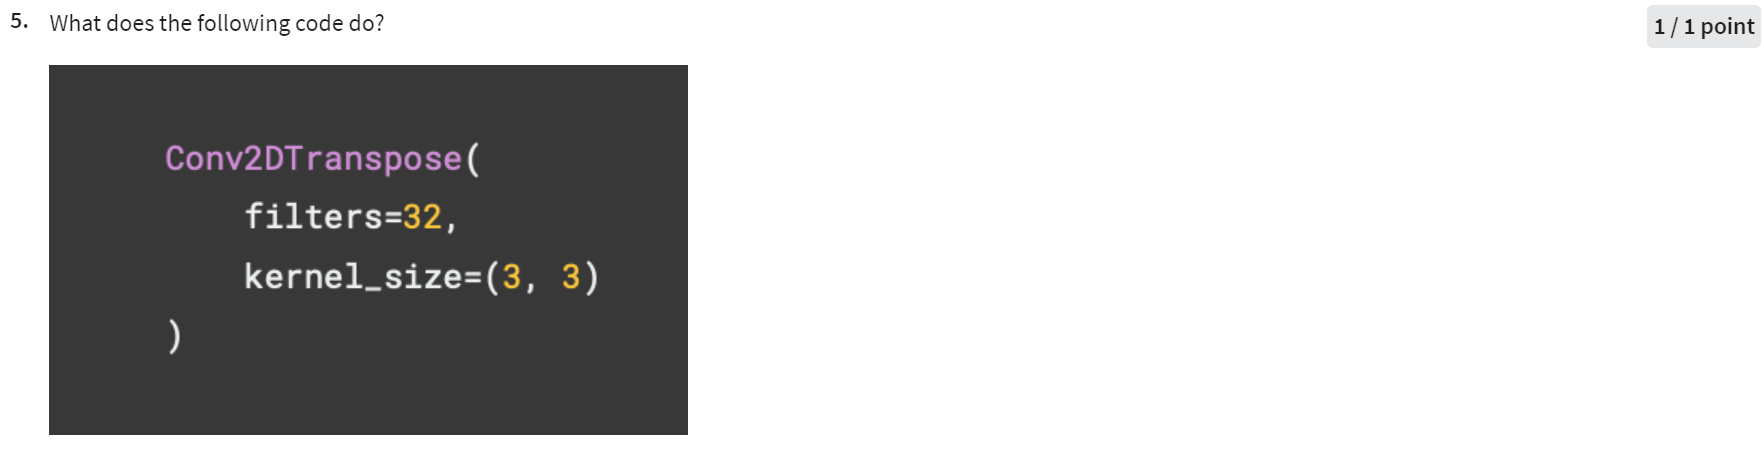 5. What does the following code do?
1 / 1 point
Conv2DTranspose(
filters=32,
kernel_size=(3, 3)
)